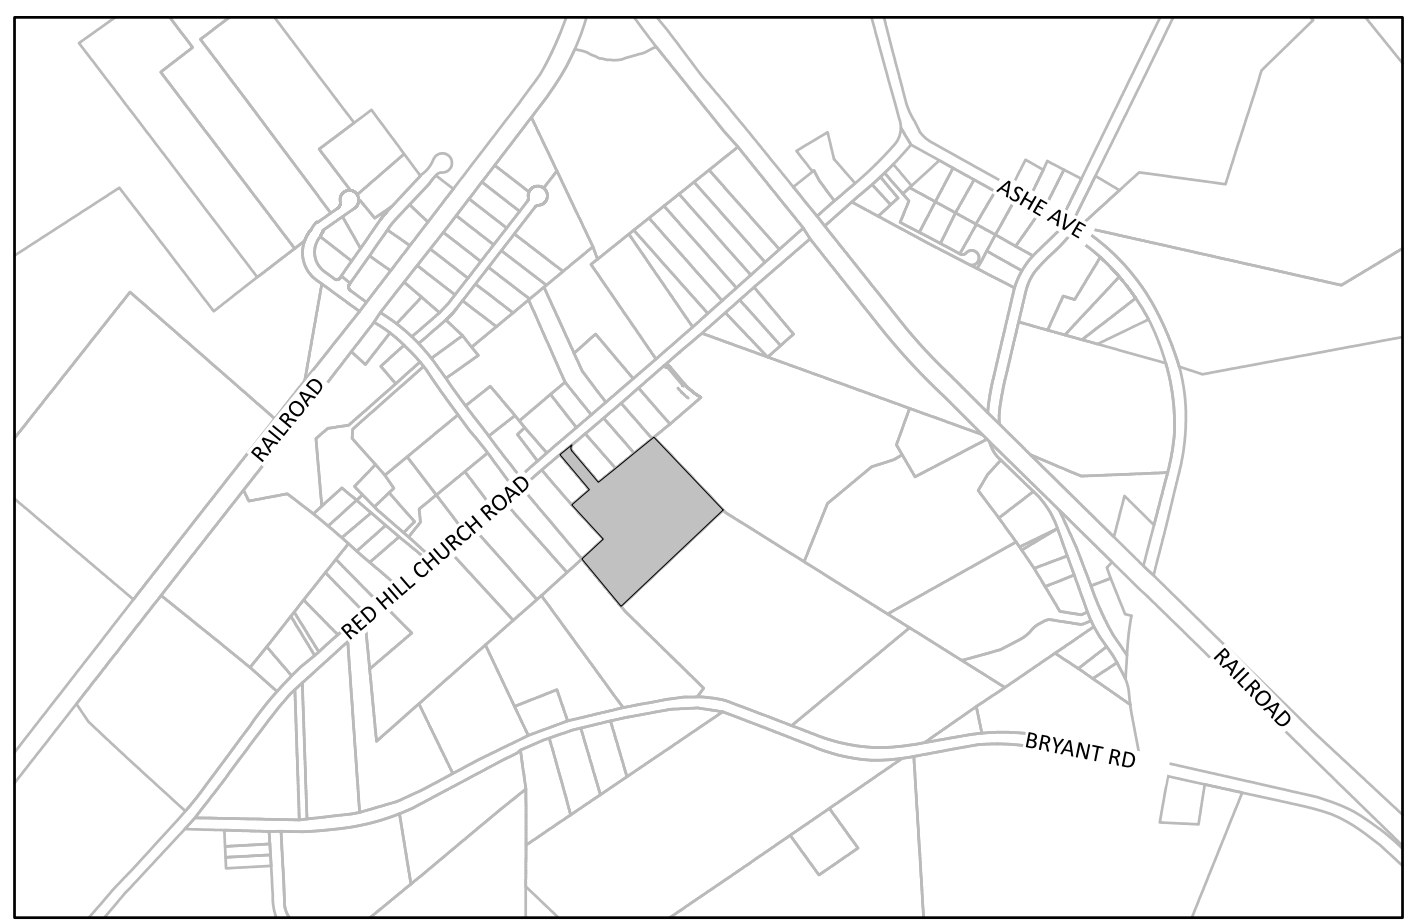 ASHE AVE
RAILROAD
RED HILL CHURCH ROAD
RAILROAD
BRYANT RD